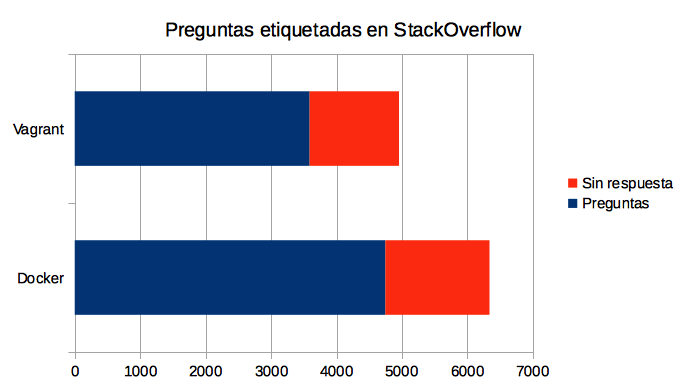 Preguntas etiquetadas en StackOverflow
Vagrant
Docker
0 1000 2000 3000 4000 5000 6000 7000
Sin respuesta
Preguntas